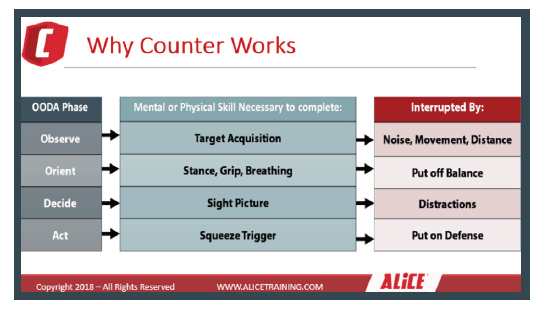 C
Why Counter Works
OODA Phase Mental or Physical Skill Necessary to complete: Interrupted By:
Observe Target Acquisition Noise, Movement, Distance
Orient Stance, Grip, Breathing Put off Balance
Decide Sight Picture Distractions
Act Squeeze Trigger Put on Defense
Copyright 2018 – All Rights Reserved WWW.ALICETRAINING.COM ALiCE